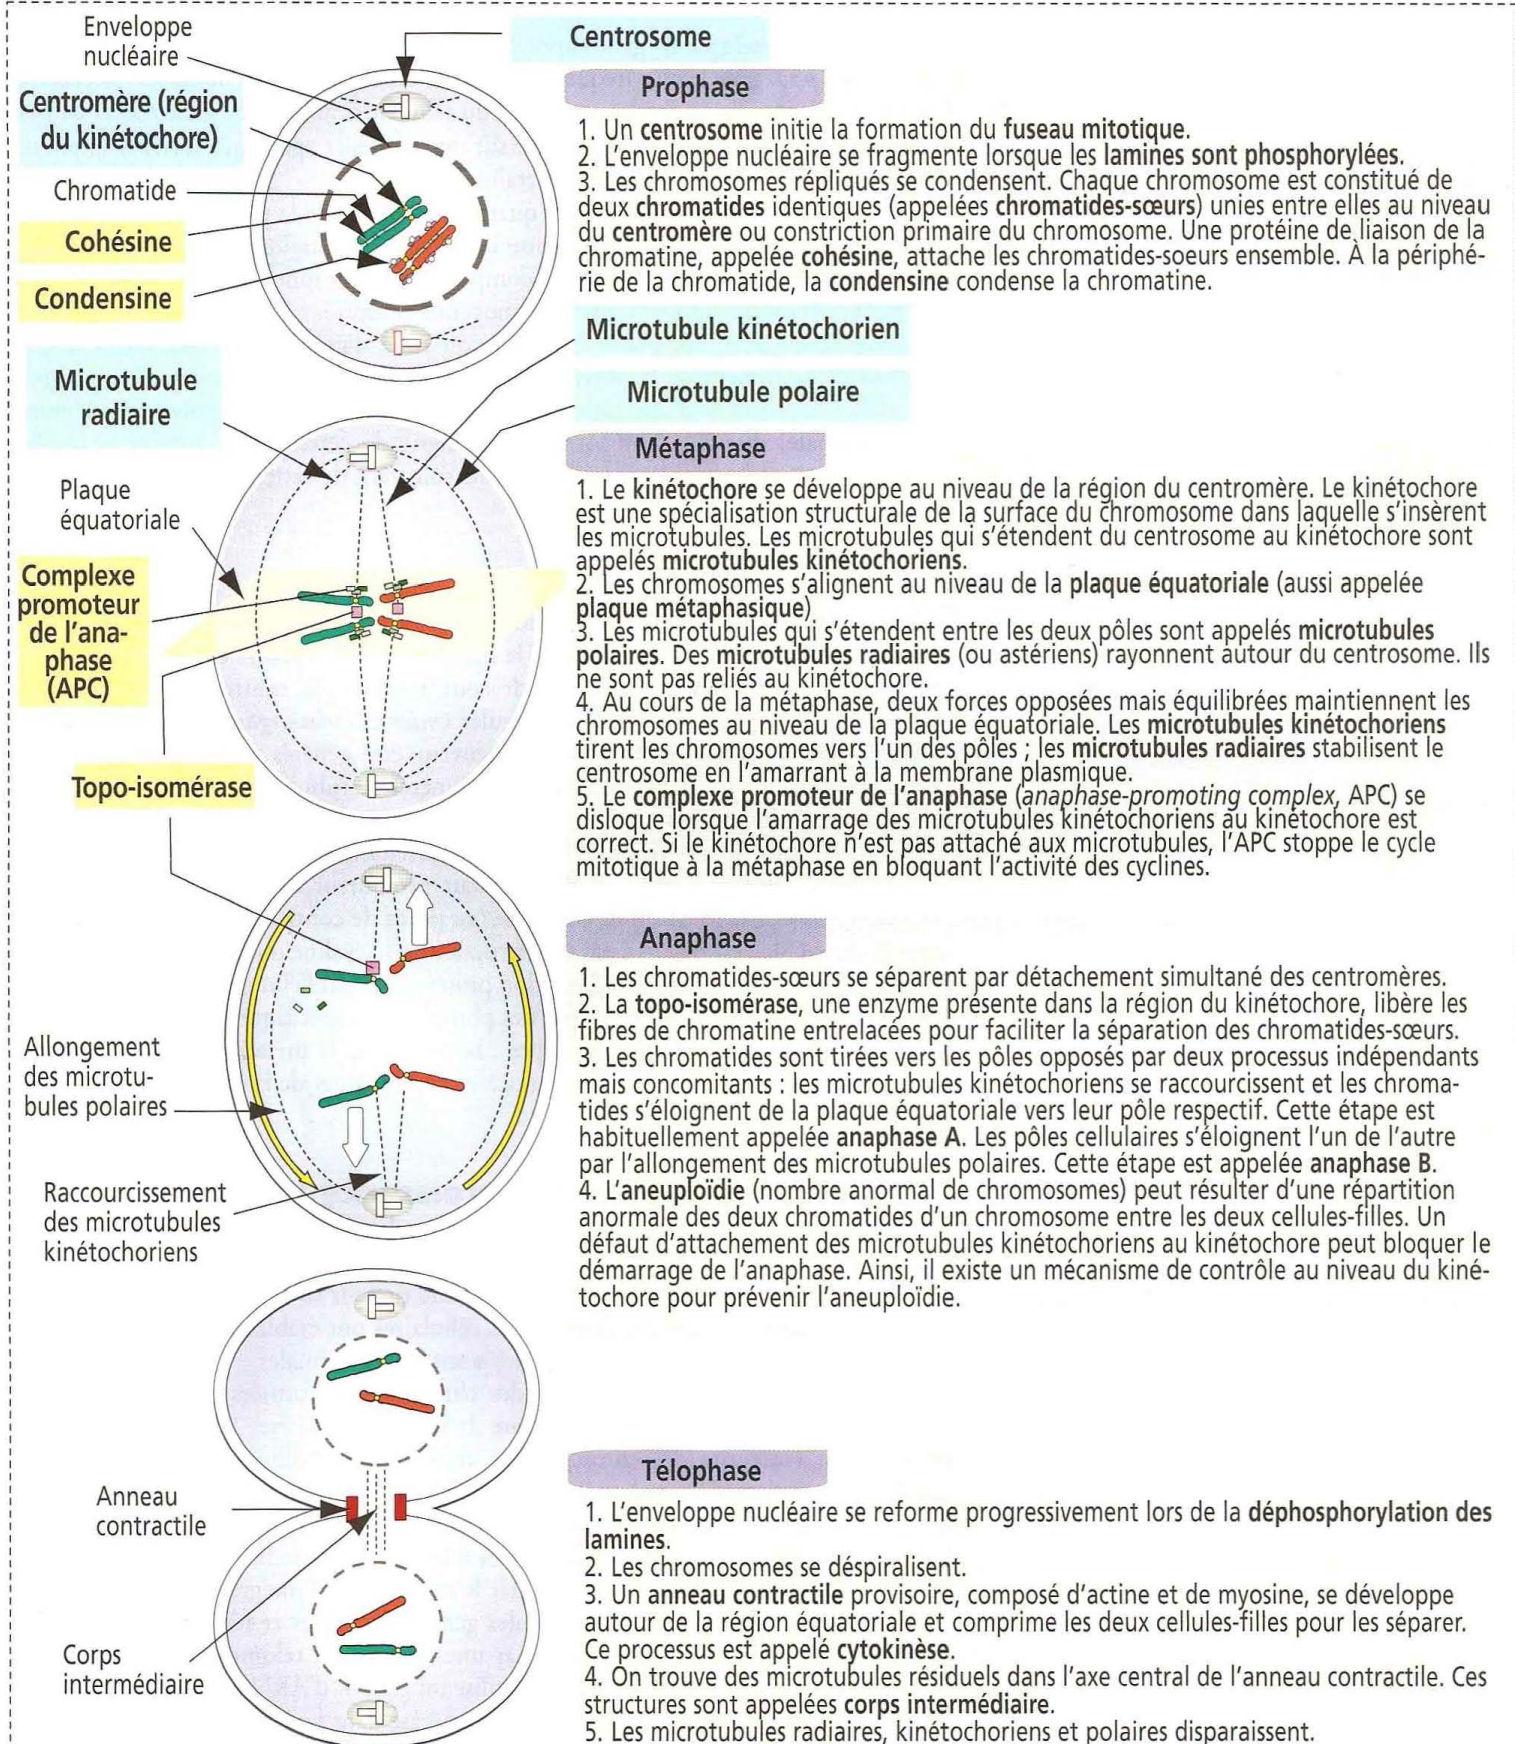 Enveloppe
nucléaire
Centrosome
Centromère (région
du kinétochore)
Chromatide
Cohésine
Condensine
Prophase
1. Un centrosome initie la formation du fuseau mitotique.
2. L'enveloppe nucléaire se fragmente lorsque les lamines sont phosphorylées.
3. Les chromosomes répliqués se condensent. Chaque chromosome est constitué de
deux chromatides identiques (appelées chromatides-sœurs) unies entre elles au niveau
du centromère ou constriction primaire du chromosome. Une protéine de liaison de la
chromatine, appelée cohésine, attache les chromatides-soeurs ensemble. À la périphé-
rie de la chromatide, la condensine condense la chromatine.
Microtubule kinétochorien
Microtubule polaire
Microtubule
radiaire
Plaque
équatoriale
Complexe
promoteur
de l'ana-
phase
(APC)
Topo-isomérase
Métaphase
1. Le kinétochore se développe au niveau de la région du centromère. Le kinétochore
est une spécialisation structurale de la surface du chromosome dans laquelle s'insèrent
les microtubules. Les microtubules qui s'étendent du centrosome au kinétochore sont
appelés microtubules kinétochoriens.
2. Les chromosomes s'alignent au niveau de la plaque équatoriale (aussi appelée
plaque métaphasique)
3. Les microtubules qui s'étendent entre les deux pôles sont appelés microtubules
polaires. Des microtubules radiaires (ou astériens) rayonnent autour du centrosome. Ils
ne sont pas reliés au kinétochore.
4. Au cours de la métaphase, deux forces opposées mais équilibrées maintiennent les
chromosomes au niveau de la plaque équatoriale. Les microtubules kinétochoriens
tirent les chromosomes vers l'un des pôles ; les microtubules radiaires stabilisent le
centrosome en l'amarrant à la membrane plasmique.
5. Le complexe promoteur de l'anaphase (anaphase-promoting complex, APC) se
disloque lorsque l'amarrage des microtubules kinétochoriens au kinétochore est
correct. Si le kinétochore n'est pas attaché aux microtubules, l'APC stoppe le cycle
mitotique à la métaphase en bloquant l'activité des cyclines.
Allongement
des microtu-
bules polaires
Raccourcissement
des microtubules
kinétochoriens
Anaphase
1. Les chromatides-sœurs se séparent par détachement simultané des centromères.
2. La topo-isomérase, une enzyme présente dans la région du kinétochore, libère les
fibres de chromatine entrelacées pour faciliter la séparation des chromatides-sœurs.
3. Les chromatides sont tirées vers les pôles opposés par deux processus indépendants
mais concomitants : les microtubules kinétochoriens se raccourcissent et les chroma-
tides s'éloignent de la plaque équatoriale vers leur pôle respectif. Cette étape est
habituellement appelée anaphase A. Les pôles cellulaires s'éloignent l'un de l'autre
par l'allongement des microtubules polaires. Cette étape est appelée anaphase B.
4. L'aneuploïdie (nombre anormal de chromosomes) peut résulter d'une répartition
anormale des deux chromatides d'un chromosome entre les deux cellules-filles. Un
défaut d'attachement des microtubules kinétochoriens au kinétochore peut bloquer le
démarrage de l'anaphase. Ainsi, il existe un mécanisme de contrôle au niveau du kiné-
tochore pour prévenir l'aneuploïdie.
Anneau
contractile
Corps
intermédiaire
Télophase
1. L'enveloppe nucléaire se reforme progressivement lors de la déphosphorylation des
lamines.
2. Les chromosomes se déspiralisent.
3. Un anneau contractile provisoire, composé d'actine et de myosine, se développe
autour de la région équatoriale et comprime les deux cellules-filles pour les séparer.
Ce processus est appelé cytokinèse.
4. On trouve des microtubules résiduels dans l'axe central de l'anneau contractile. Ces
structures sont appelées corps intermédiaire.
5. Les microtubules radiaires, kinétochoriens et polaires disparaissent.